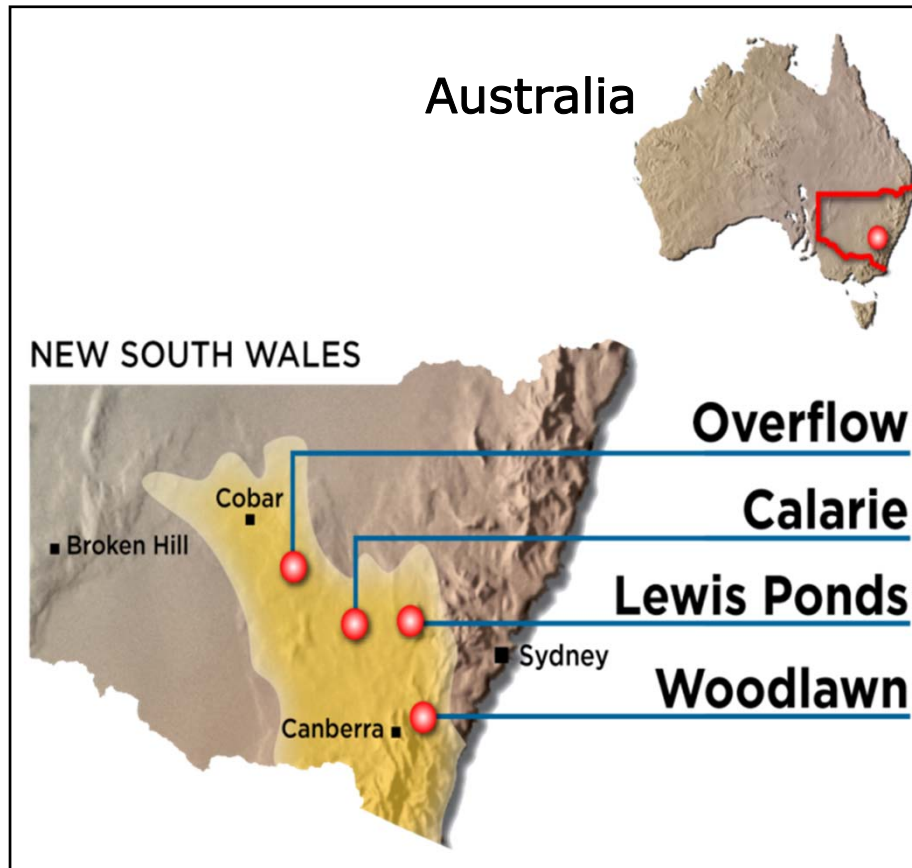 Australia
NEW SOUTH WALES
Overflow
Cobar
Calarie
Broken Hill
Lewis Ponds
Sydney
Woodlawn
Canberra